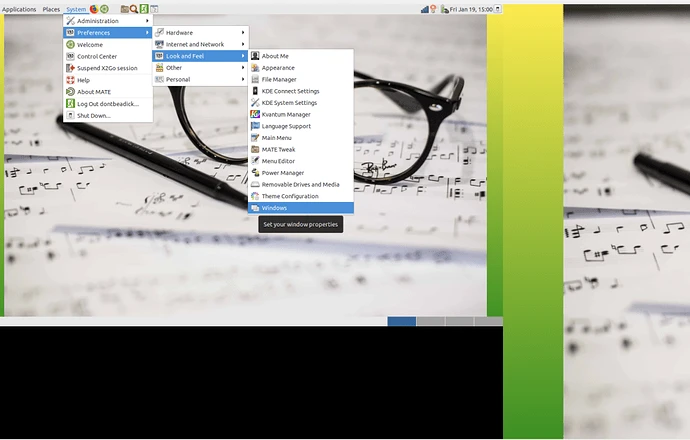 Applications Places System Fri Jan 19, 15:00
Administration
Preferences
Welcome
Control Center
Suspend X2Go session
Help
About MATE
Log Out dontbeadick...
Shut Down...
Hardware
Internet and Network
Look and Feel
Other
Personal
About Me
Appearance
File Manager
KDE Connect Settings
KDE System Settings
Kvantum Manager
Language Support
Main Menu
MATE Tweak
Menu Editor
Power Manager
Removable Drives and Media
Theme Configuration
Windows
Set your window properties
Ray-Ban